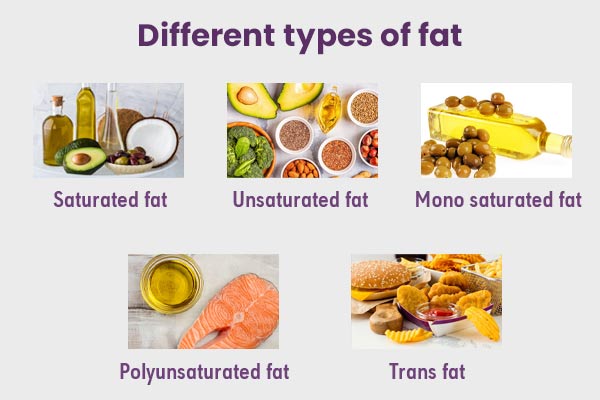 Different types of fat
Saturated fat
Unsaturated fat
Mono saturated fat
Polyunsaturated fat
Trans fat